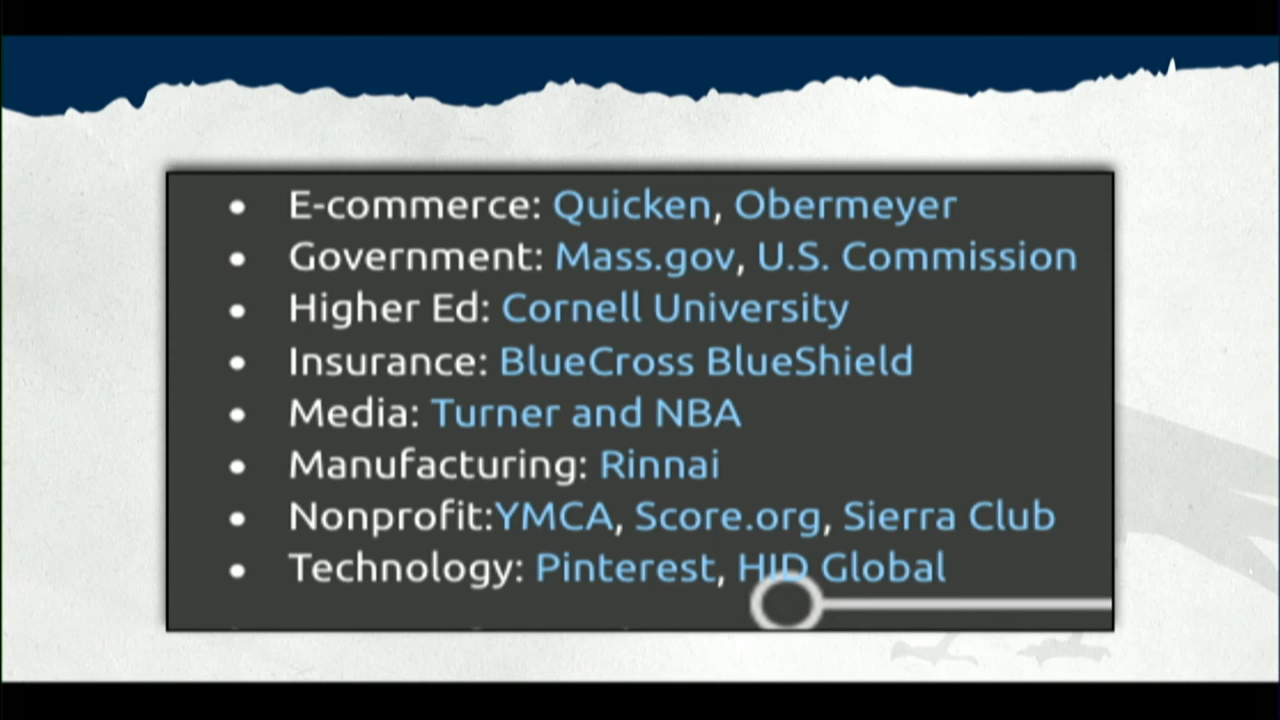 • E-commerce: Quicken, Obermeyer
• Government: Mass.gov, U.S. Commission
• Higher Ed: Cornell University
• Insurance: BlueCross BlueShield
• Media: Turner and NBA
• Manufacturing: Rinnai
• Nonprofit:YMCA, Score.org, Sierra Club
• Technology: Pinterest, HID Global